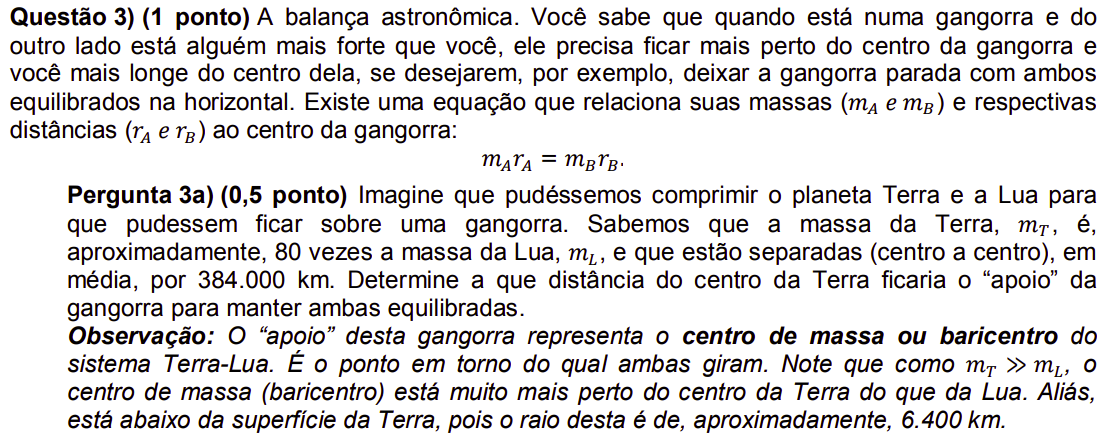 Questão 3) (1 ponto) A balança astronômica. Você sabe que quando está numa gangorra e do
outro lado está alguém mais forte que você, ele precisa ficar mais perto do centro da gangorra e
você mais longe do centro dela, se desejarem, por exemplo, deixar a gangorra parada com ambos
equilibrados na horizontal. Existe uma equação que relaciona suas massas (m_A e m_B) e respectivas
distâncias (r_A e r_B) ao centro da gangorra:
m_A r_A = m_B r_B.
Pergunta 3a) (0,5 ponto) Imagine que pudéssemos comprimir o planeta Terra e a Lua para
que pudessem ficar sobre uma gangorra. Sabemos que a massa da Terra, m_T, é,
aproximadamente, 80 vezes a massa da Lua, m_L, e que estão separadas (centro a centro), em
média, por 384.000 km. Determine a que distância do centro da Terra ficaria o “apoio” da
gangorra para manter ambas equilibradas.
Observação: O “apoio” desta gangorra representa o centro de massa ou baricentro do
sistema Terra-Lua. É o ponto em torno do qual ambas giram. Note que como m_T ≫ m_L, o
centro de massa (baricentro) está muito mais perto do centro da Terra do que da Lua. Aliás,
está abaixo da superfície da Terra, pois o raio desta é de, aproximadamente, 6.400 km.